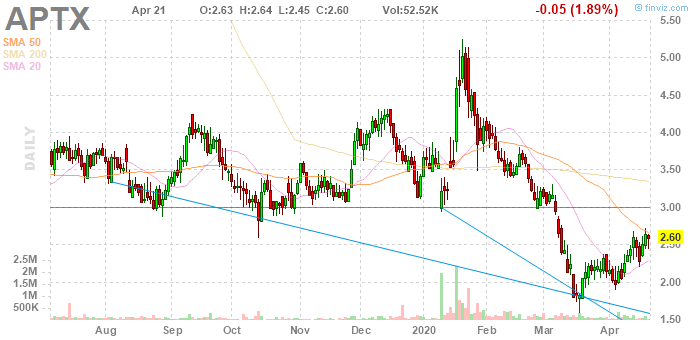 APTX
Apr 21 O:2.63 H:2.64 L:2.45 C:2.60 Vol:52.52K -0.05 (1.89%)
© finviz.com
SMA 50
SMA 200
SMA 20
DAILY
5.50
5.00
4.50
4.00
3.50
3.00
2.60
2.50
2.00
1.50
2.5M
2M
1.5M
1M
500K
Aug Sep Oct Nov Dec 2020 Feb Mar Apr